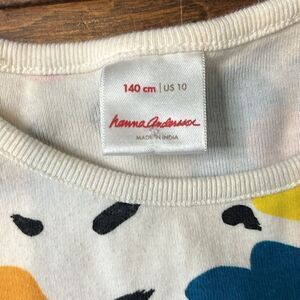 140 cm | US 10
hanna andersson
MADE IN INDIA